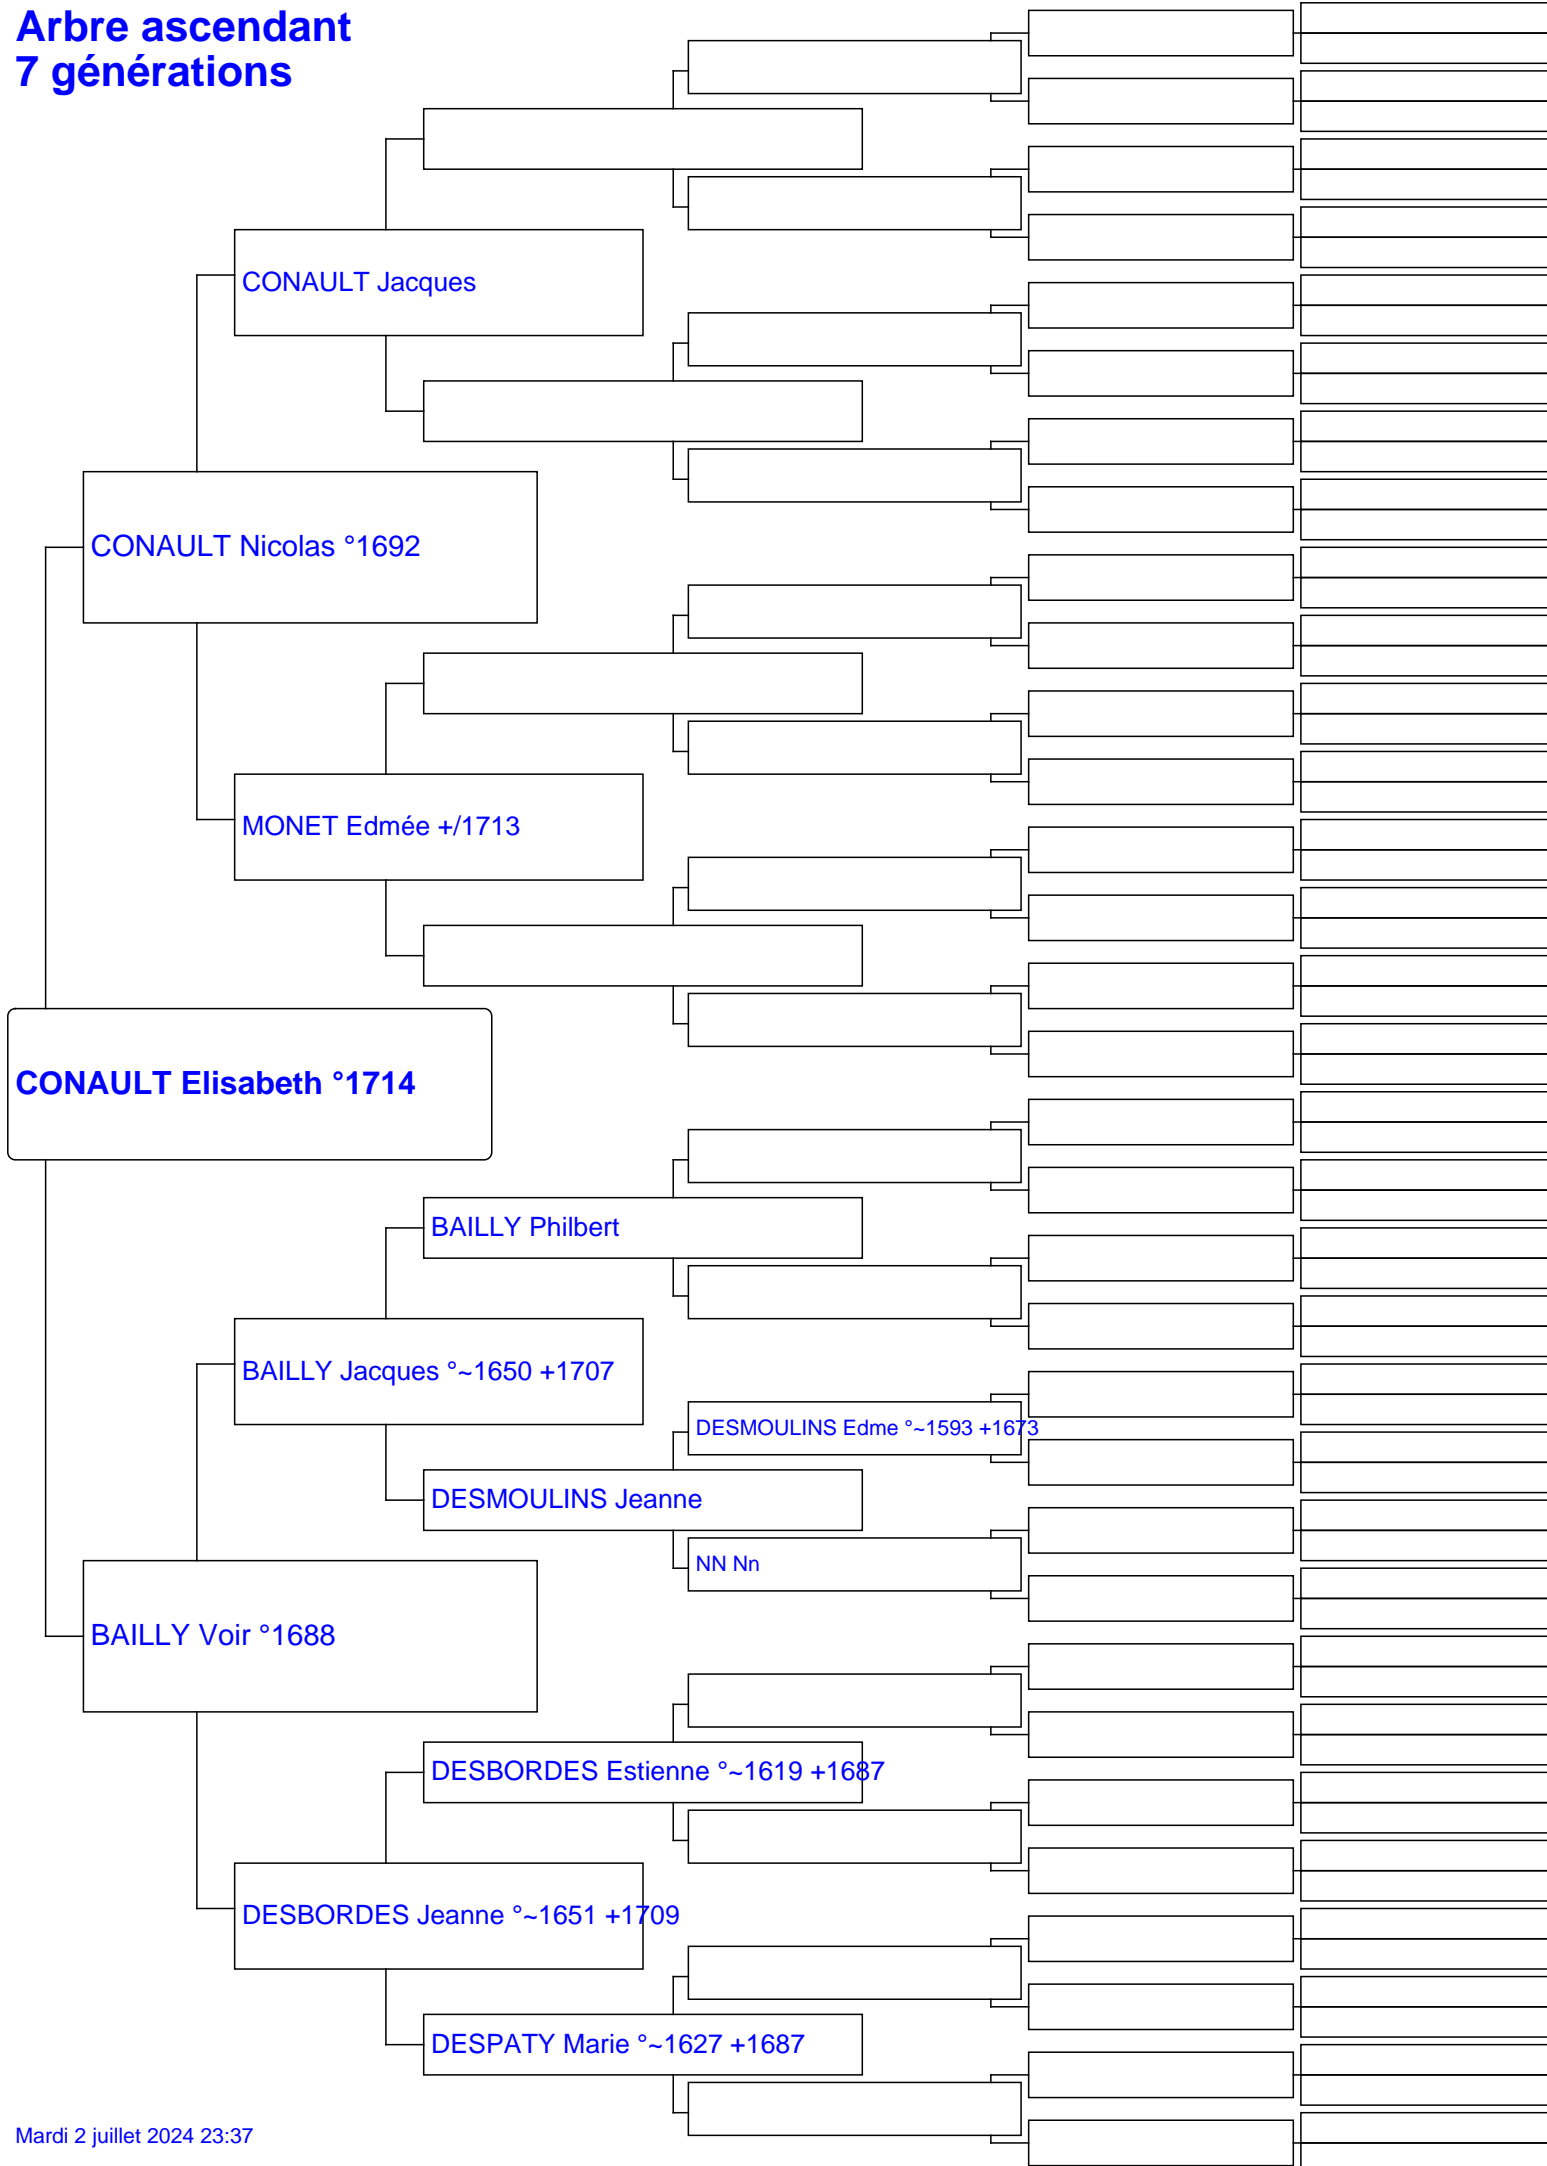 Arbre ascendant
7 générations
CONAULT Jacques
CONAULT Nicolas °1692
MONET Edmée +/1713
CONAULT Elisabeth °1714
BAILLY Philbert
BAILLY Jacques °~1650 +1707
DESMOULINS Edme °~1593 +1673
DESMOULINS Jeanne
NN Nn
BAILLY Voir °1688
DESBORDES Estienne °~1619 +1687
DESBORDES Jeanne °~1651 +1709
DESPATY Marie °~1627 +1687
Mardi 2 juillet 2024 23:37